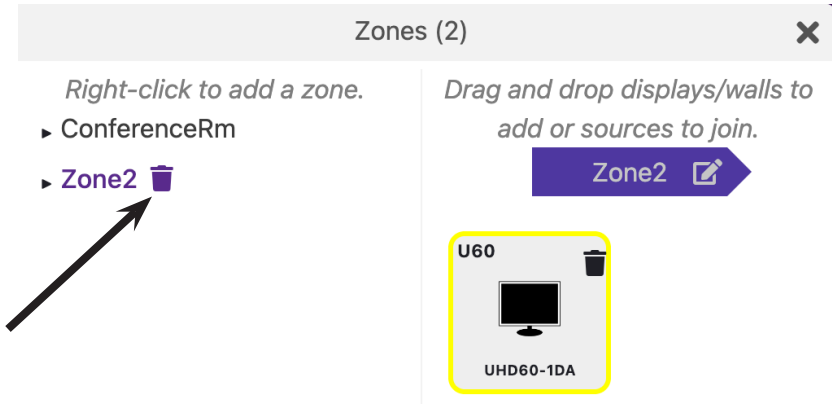 Zones (2)
Right-click to add a zone.
ConferenceRm
Zone2
Drag and drop displays/walls to
add or sources to join.
Zone2
U60
UHD60-1DA